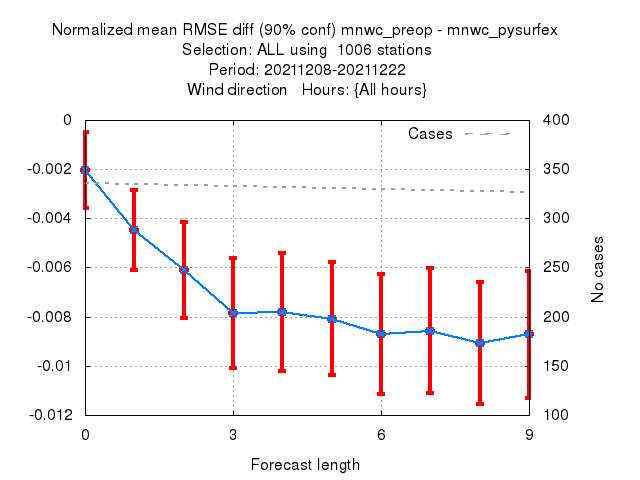 Normalized mean RMSE diff (90% conf) mnwc_preop - mnwc_pysurfex
Selection: ALL using  1006 stations
Period: 20211208-20211222
Wind direction   Hours: {All hours}
0
-0.002
-0.004
-0.006
-0.008
-0.01
-0.012
Cases
400
350
300
250
200
150
100
No cases
0 3 6 9
Forecast length